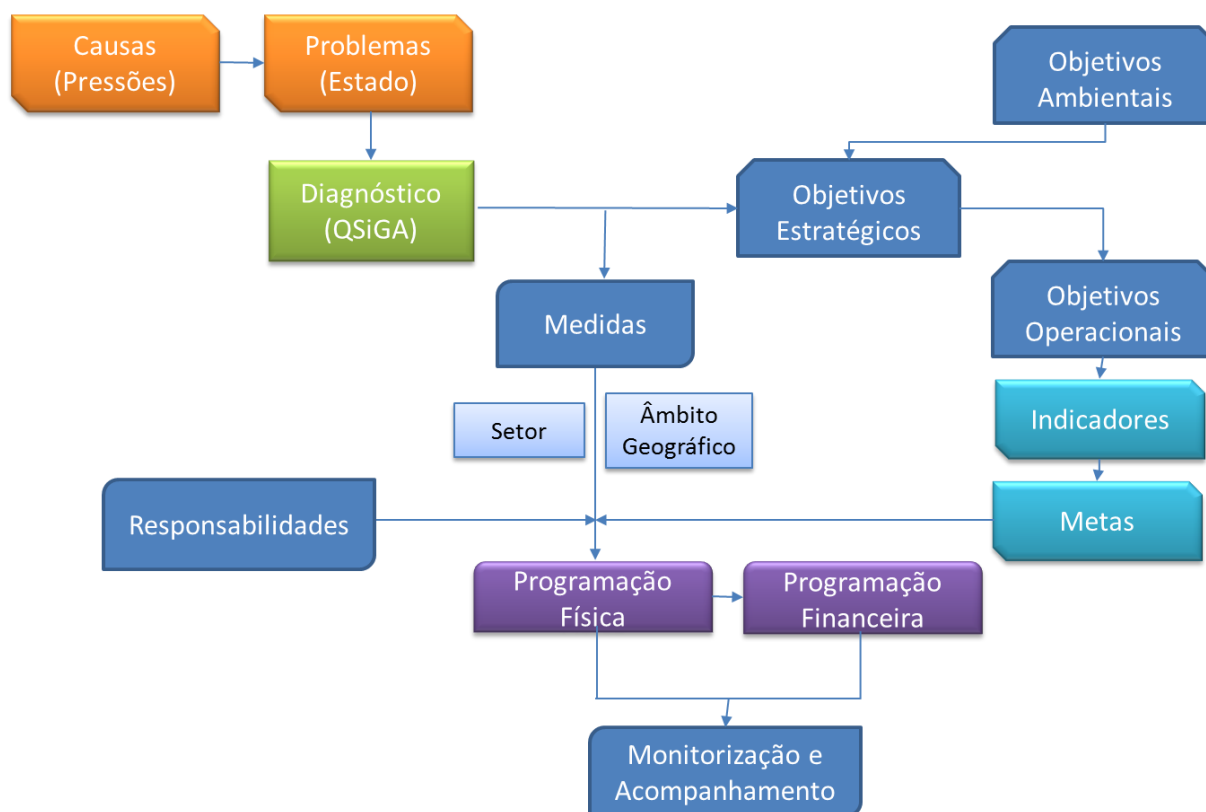 Causas
(Pressões)
Problemas
(Estado)
Objetivos
Ambientais
Diagnóstico
(QSiGA)
Objetivos
Estratégicos
Medidas
Objetivos
Operacionais
Setor
Âmbito
Geográfico
Indicadores
Responsabilidades
Metas
Programação
Física
Programação
Financeira
Monitorização e
Acompanhamento